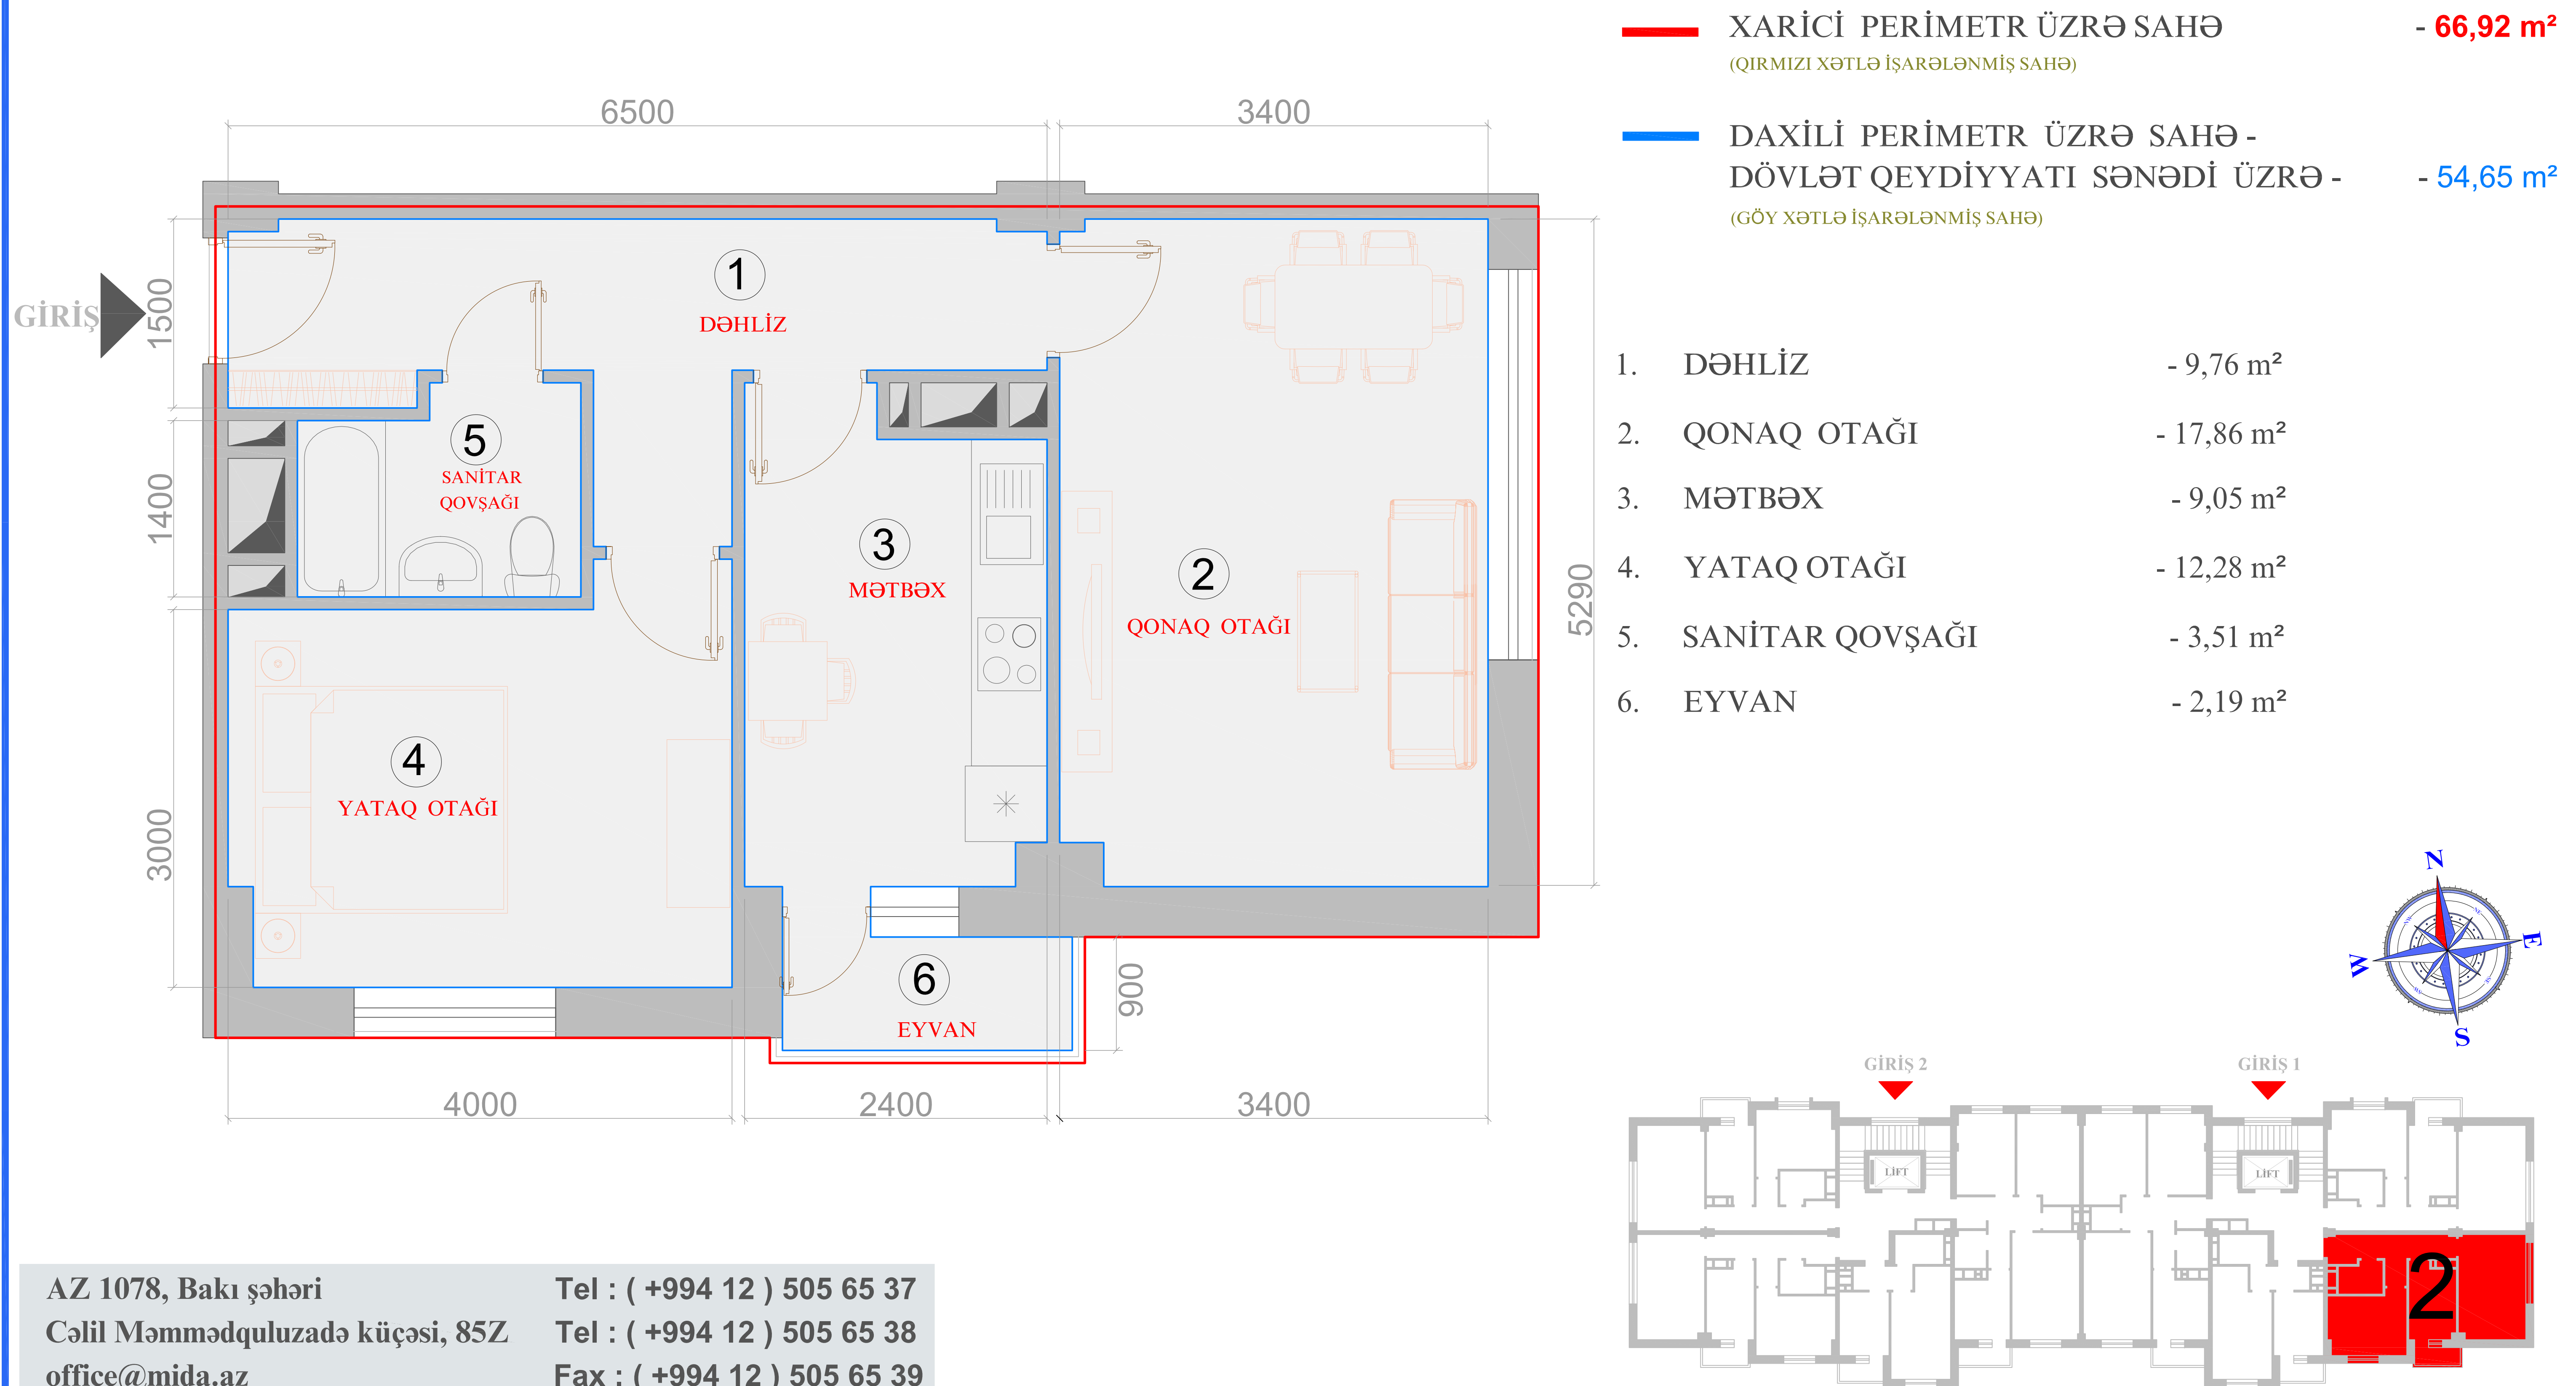 XARİCİ PERİMETR ÜZRƏ SAHƏ - 66,92 m²
(QIRMIZI XƏTLƏ İŞARƏLƏNMİŞ SAHƏ)
DAXİLİ PERİMETR ÜZRƏ SAHƏ -
DÖVLƏT QEYDİYYATI SƏNƏDİ ÜZRƏ - - 54,65 m²
(GÖY XƏTLƏ İŞARƏLƏNMİŞ SAHƏ)
6500
3400
GİRİŞ
1500
1400
3000
5290
900
4000
2400
3400
1
DƏHLİZ
5
SANİTAR
QOVŞAĞI
3
MƏTBƏX
2
QONAQ OTAĞI
4
YATAQ OTAĞI
6
EYVAN
1. DƏHLİZ - 9,76 m²
2. QONAQ OTAĞI - 17,86 m²
3. MƏTBƏX - 9,05 m²
4. YATAQ OTAĞI - 12,28 m²
5. SANİTAR QOVŞAĞI - 3,51 m²
6. EYVAN - 2,19 m²
N
E
W
S
GİRİŞ 2
GİRİŞ 1
LİFT
LİFT
2
AZ 1078, Bakı şəhəri Tel : ( +994 12 ) 505 65 37
Cəlil Məmmədquluzadə küçəsi, 85Z Tel : ( +994 12 ) 505 65 38
office@mida.az Fax : ( +994 12 ) 505 65 39